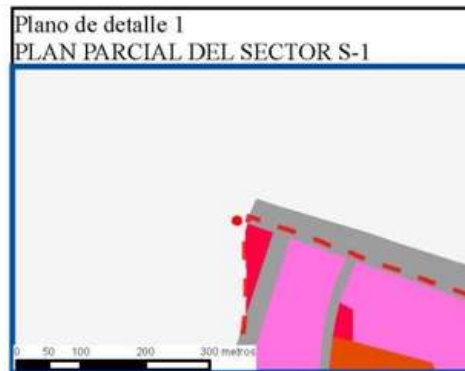 Plano de detalle 1
PLAN PARCIAL DEL SECTOR S-1
0 50 100 200 300 metros